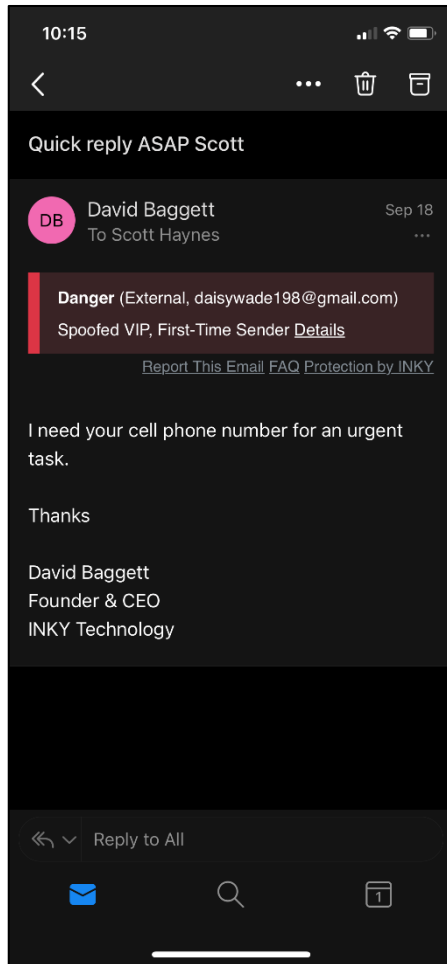 10:15
Quick reply ASAP Scott
DB
David Baggett
Sep 18
To Scott Haynes
Danger (External, daisywade198@gmail.com)
Spoofed VIP, First-Time Sender Details
Report This Email FAQ Protection by INKY
I need your cell phone number for an urgent
task.
Thanks
David Baggett
Founder & CEO
INKY Technology
Reply to All
1